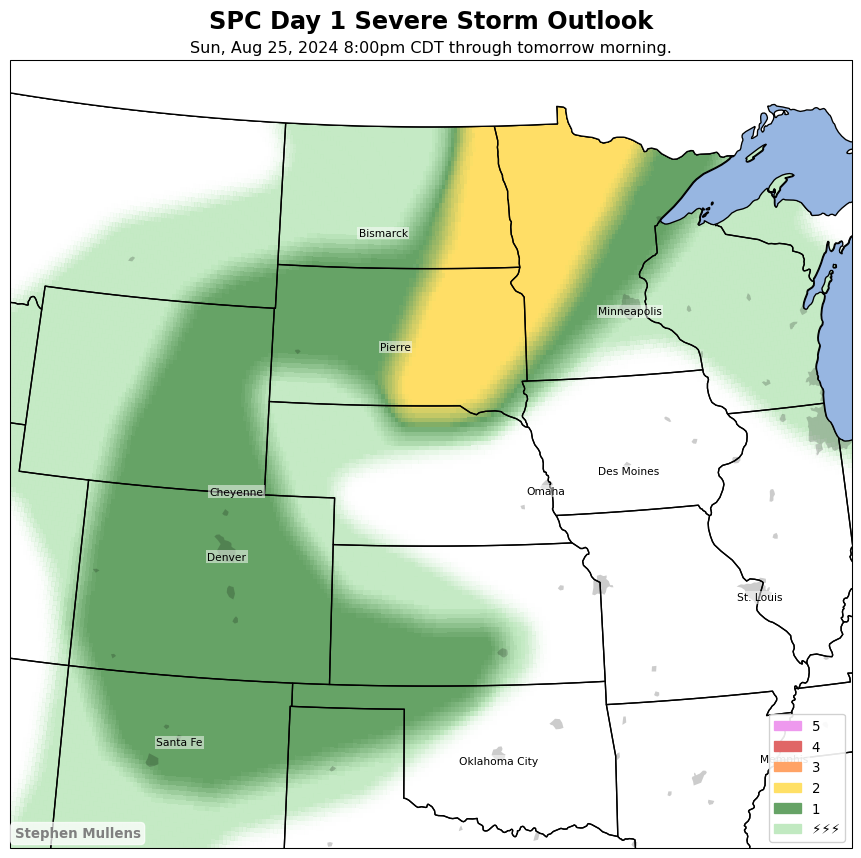 SPC Day 1 Severe Storm Outlook
Sun, Aug 25, 2024 8:00pm CDT through tomorrow morning.
Bismarck
Minneapolis
Pierre
Des Moines
Cheyenne
Omaha
Denver
St. Louis
Santa Fe
Oklahoma City
Memphis
5
4
3
2
1
⚡⚡⚡
Stephen Mullens